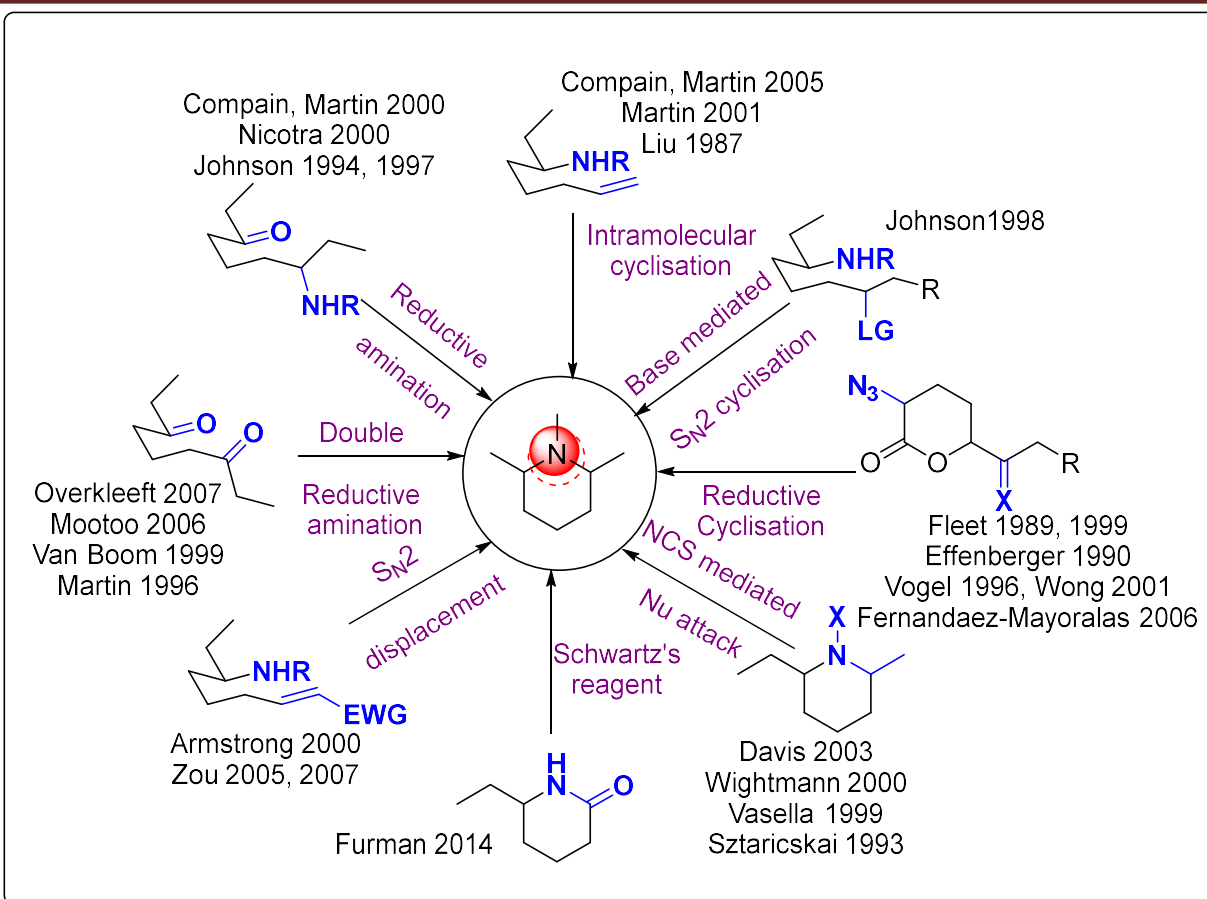 Compain, Martin 2000
Nicotra 2000
Johnson 1994, 1997
O
NHR
Reductive
amination
Compain, Martin 2005
Martin 2001
Liu 1987
NHR
Intramolecular
cyclisation
Johnson1998
NHR
R
LG
Base mediated
SN2 cyclisation
N3
O
O
R
X
Reductive
Cyclisation
Fleet 1989, 1999
Effenberger 1990
Vogel 1996, Wong 2001
Fernandaez-Mayoralas 2006
N
O
O
Double
Reductive
amination
Overkleeft 2007
Mootoo 2006
Van Boom 1999
Martin 1996
SN2
displacement
NHR
EWG
Armstrong 2000
Zou 2005, 2007
Schwartz's
reagent
H
N
O
Furman 2014
NCS mediated
Nu attack
X
N
Davis 2003
Wightmann 2000
Vasella 1999
Sztaricskai 1993